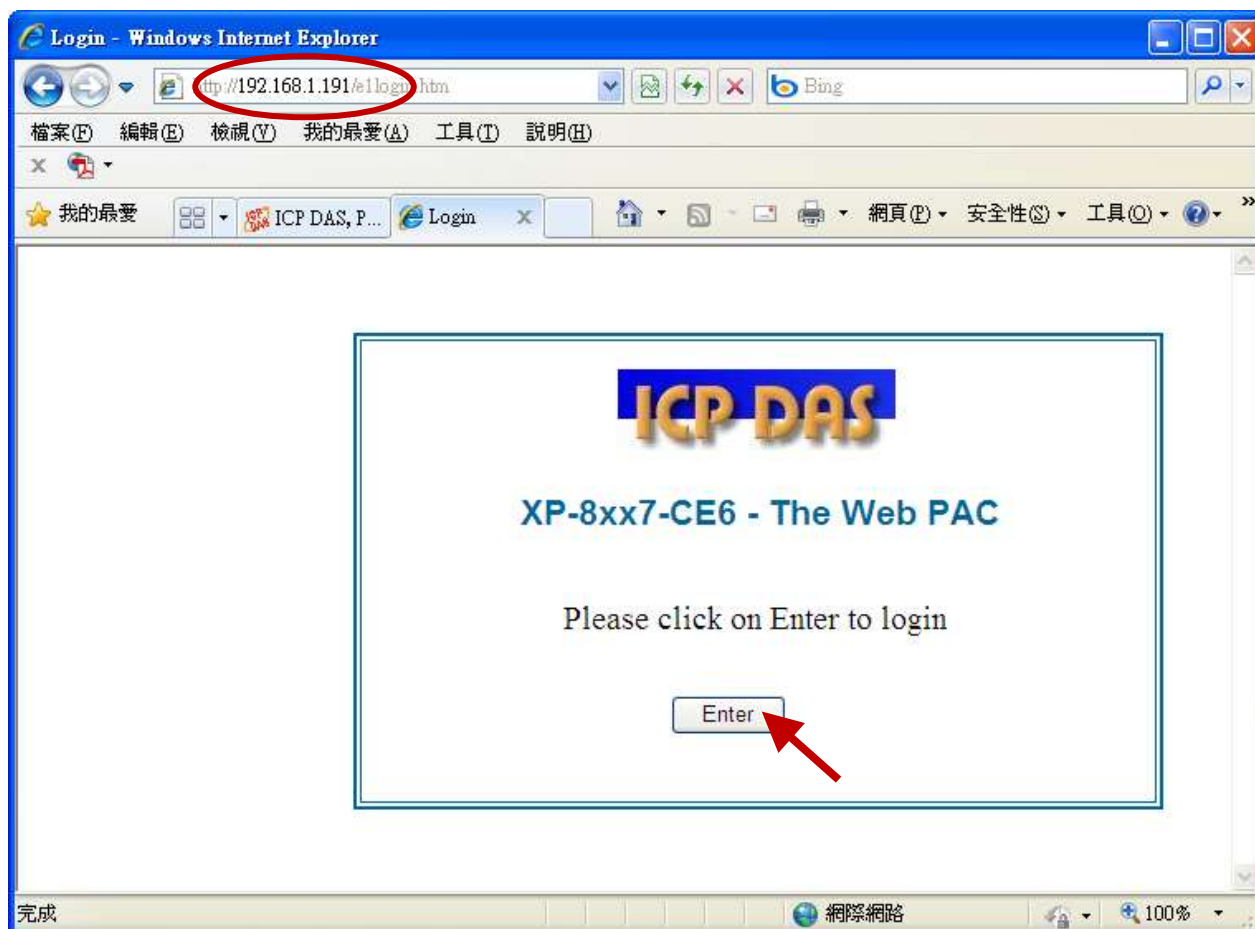 Login - Windows Internet Explorer
http://192.168.1.191/e1login.htm
Bing
檔案(F) 編輯(E) 檢視(V) 我的最愛(A) 工具(T) 說明(H)
x
我的最愛 ICP DAS, P... Login x 網頁(P) 安全性(S) 工具(O) »
ICP DAS
XP-8xx7-CE6 - The Web PAC
Please click on Enter to login
Enter
完成 網際網路 100%